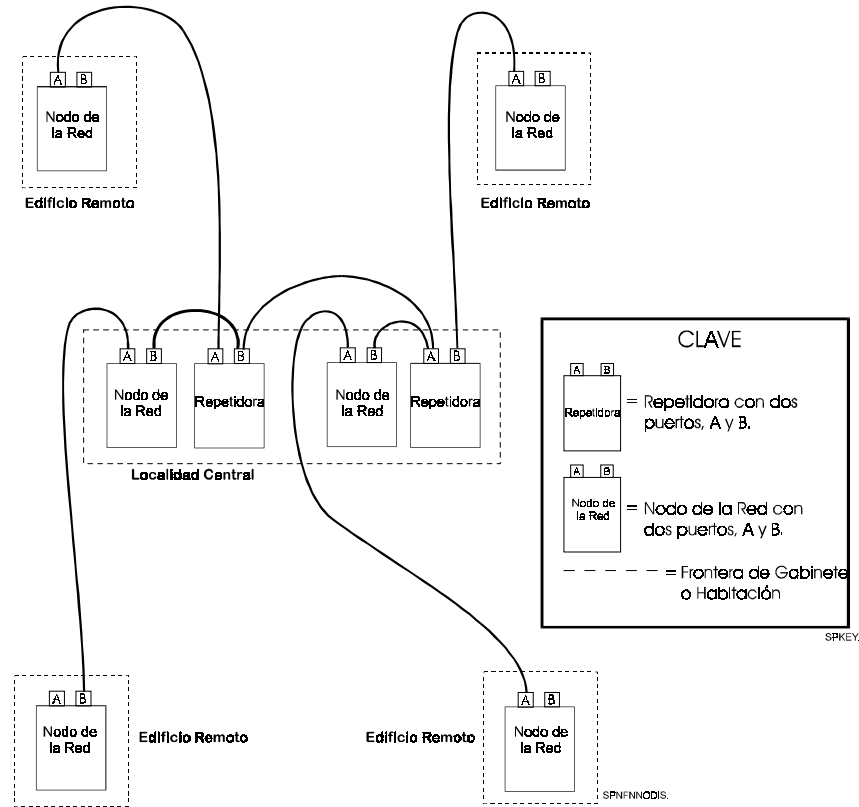 A B
Nodo de
la Red
Edificio Remoto
A B
Nodo de
la Red
Edificio Remoto
A B
Nodo de
la Red
A B
Repetidora
A B
Nodo de
la Red
A B
Repetidora
Localidad Central
CLAVE
A B
Repetidora
= Repetidora con dos
puertos, A y B.
A B
Nodo de
la Red
= Nodo de la Red con
dos puertos, A y B.
= Frontera de Gabinete
o Habitación
SPKEY.
A B
Nodo de
la Red
Edificio Remoto
Edificio Remoto
A B
Nodo de
la Red
SPNFNNODIS.